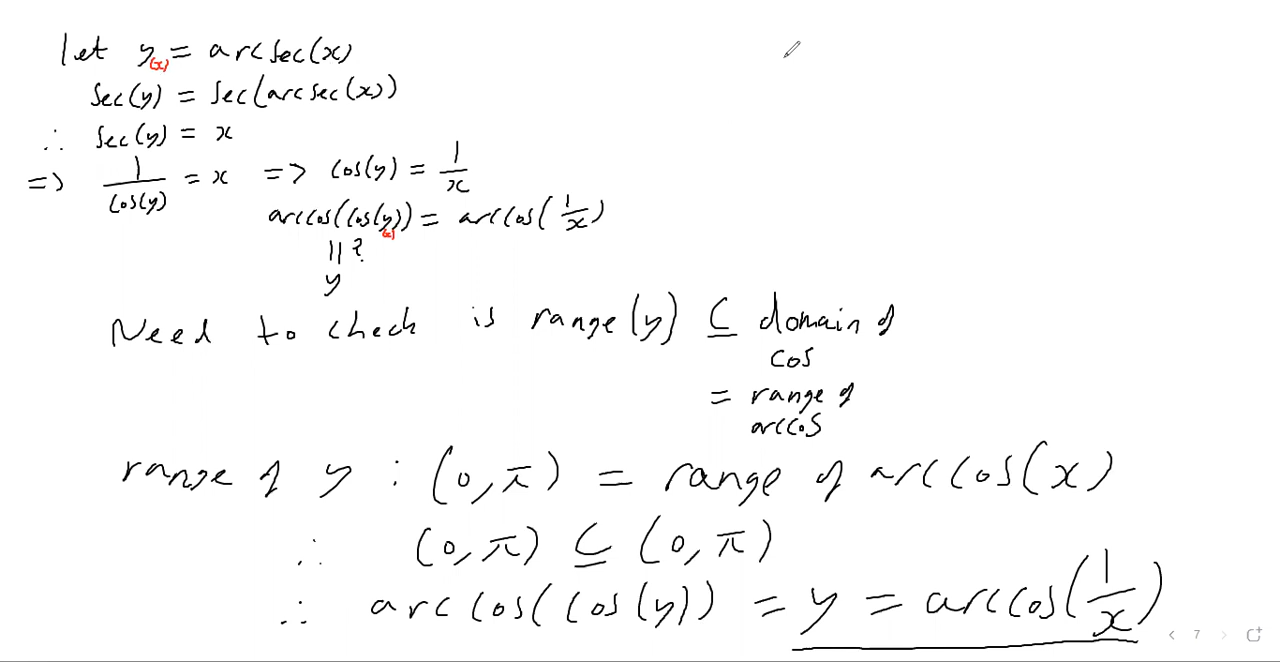 let y(x) = arcsec(x)
sec(y) = sec(arcsec(x))
∴ sec(y) = x
=> 1/cos(y) = x => cos(y) = 1/x
arccos(cos(y(x))) = arccos(1/x)
|| ?
y
Need to check is range(y) ⊆ domain of
cos
= range of
arccos
range of y : (0, π) = range of arccos(x)
∴ (0, π) ⊆ (0, π)
∴ arccos(cos(y)) = y = arccos(1/x)
< 7 >